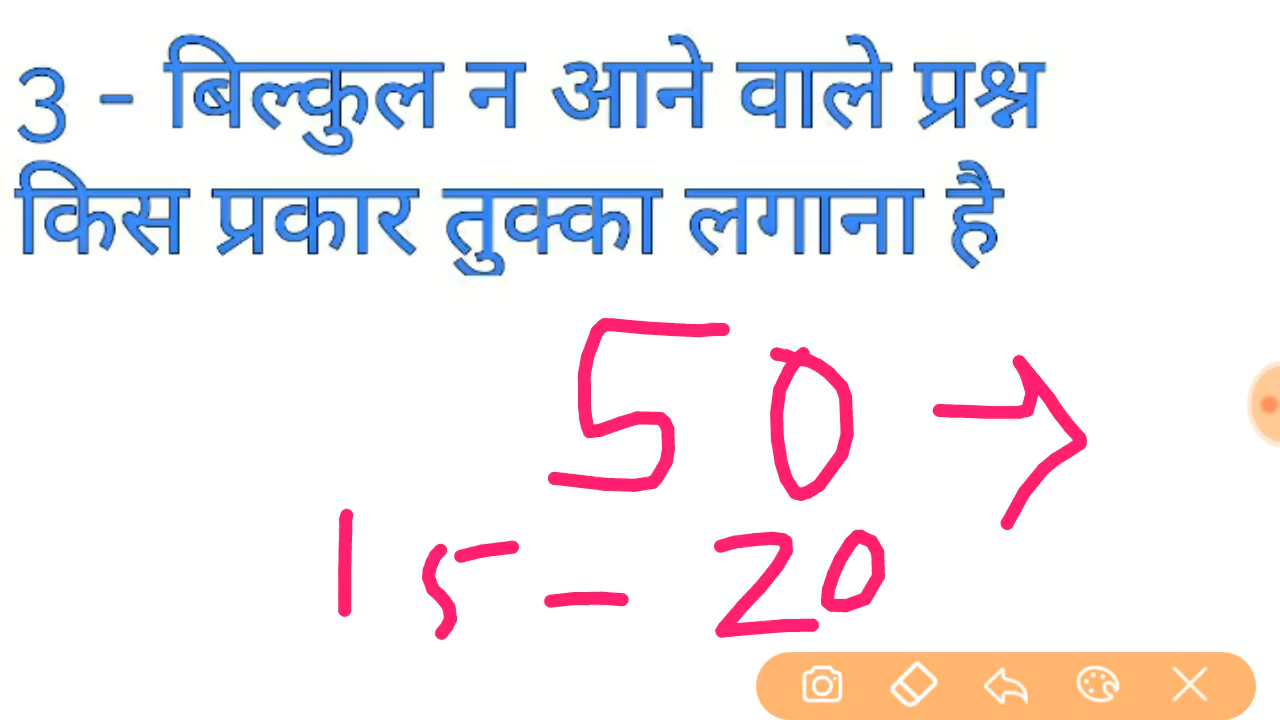 3 - बिल्कुल न आने वाले प्रश्न
किस प्रकार तुक्का लगाना है
50 →
15 - 20